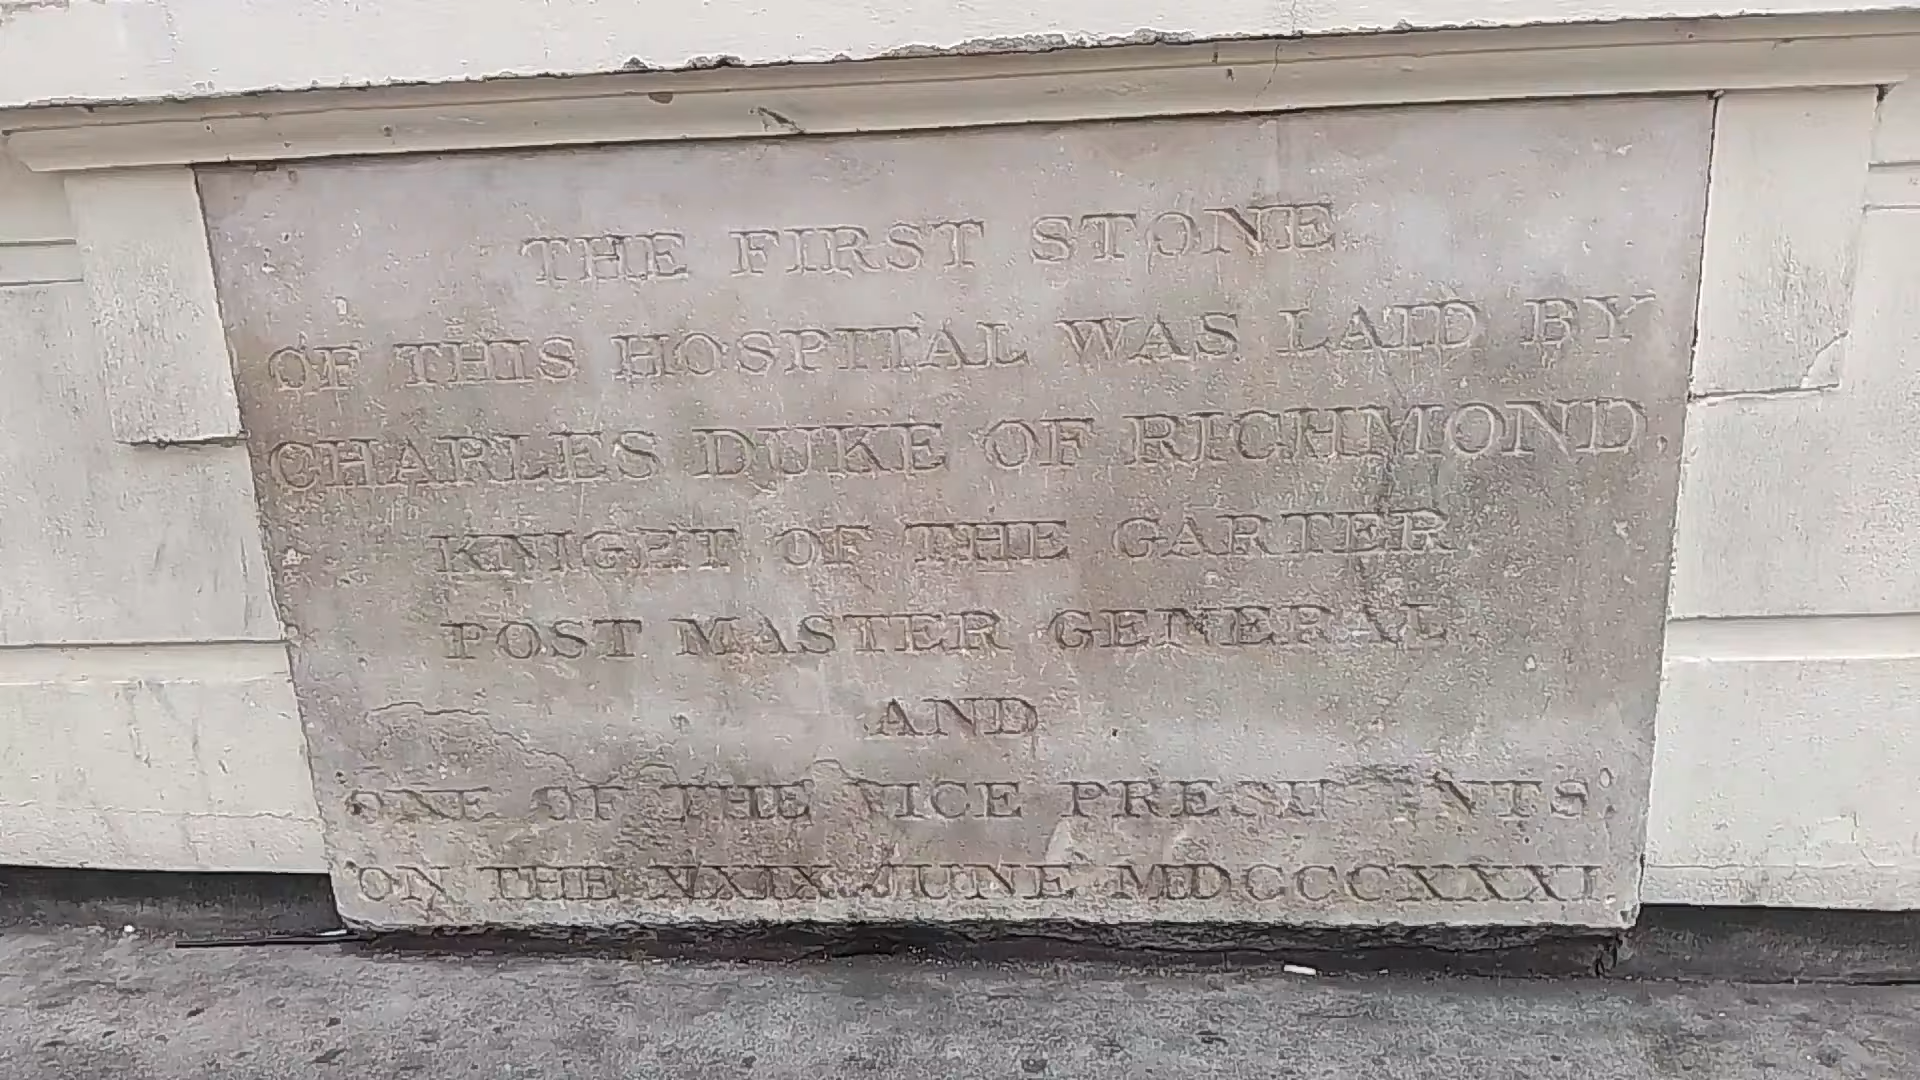 THE FIRST STONE
OF THIS HOSPITAL WAS LAID BY
CHARLES DUKE OF RICHMOND,
KNIGHT OF THE GARTER
POST MASTER GENERAL
AND
ONE OF THE VICE PRESIDENTS
ON THE XXIX JUNE MDCCCXXXI